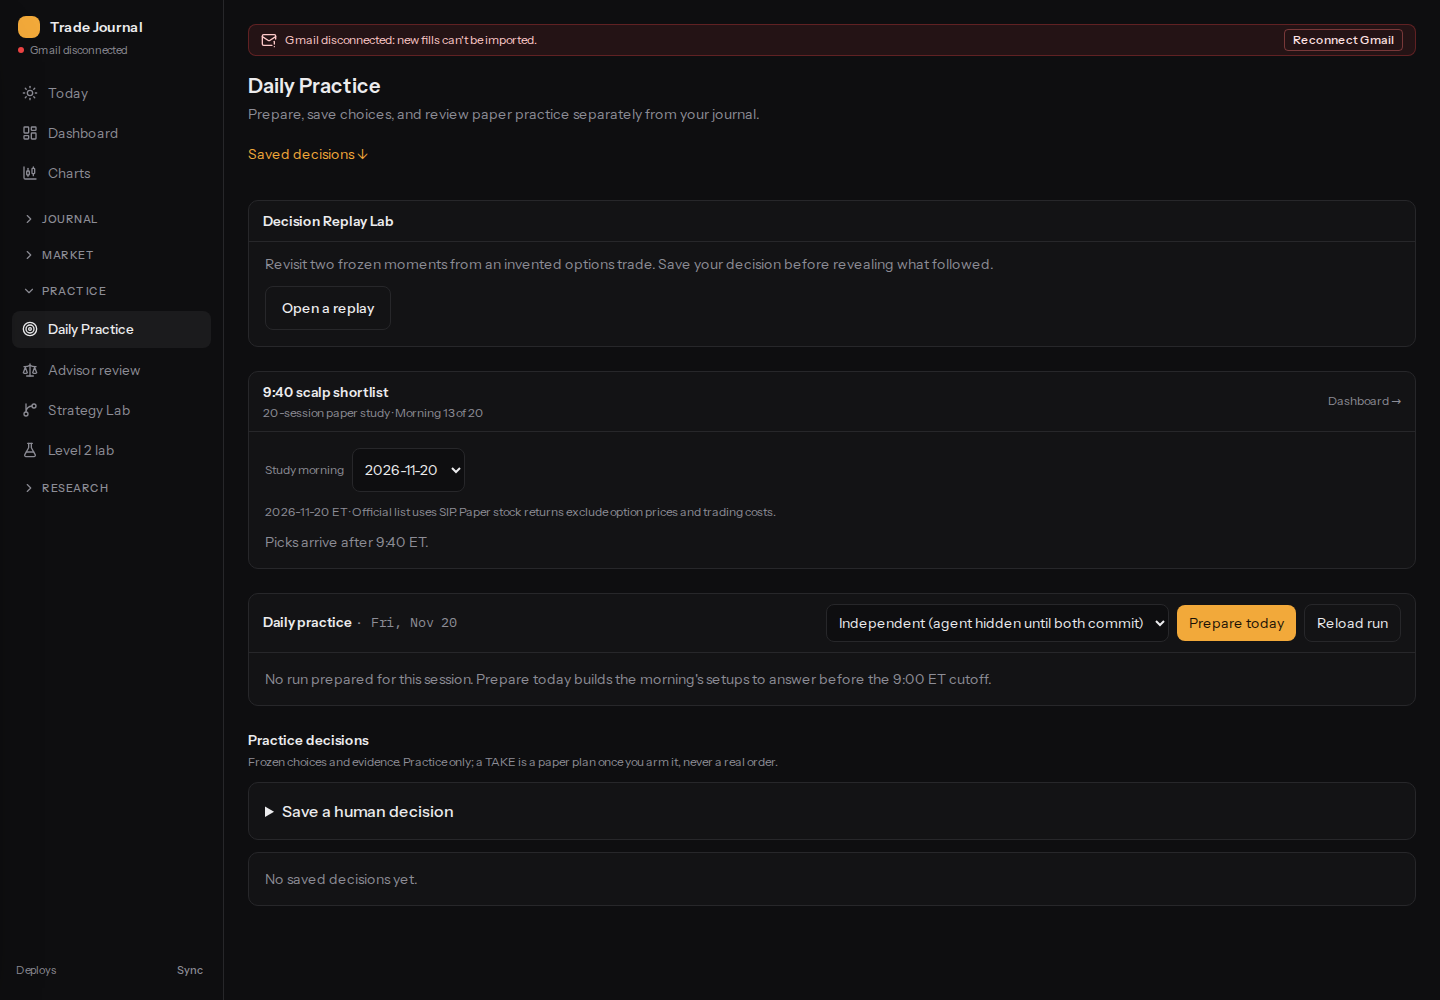 Trade Journal
Gmail disconnected
Today
Dashboard
Charts
JOURNAL
MARKET
PRACTICE
Daily Practice
Advisor review
Strategy Lab
Level 2 lab
RESEARCH
Deploys
Sync
Gmail disconnected: new fills can't be imported.
Reconnect Gmail
Daily Practice
Prepare, save choices, and review paper practice separately from your journal.
Saved decisions ↓
Decision Replay Lab
Revisit two frozen moments from an invented options trade. Save your decision before revealing what followed.
Open a replay
9:40 scalp shortlist
20-session paper study · Morning 13 of 20
Dashboard →
Study morning
2026-11-20
2026-11-20 ET · Official list uses SIP. Paper stock returns exclude option prices and trading costs.
Picks arrive after 9:40 ET.
Daily practice · Fri, Nov 20
Independent (agent hidden until both commit)
Prepare today
Reload run
No run prepared for this session. Prepare today builds the morning's setups to answer before the 9:00 ET cutoff.
Practice decisions
Frozen choices and evidence. Practice only; a TAKE is a paper plan once you arm it, never a real order.
Save a human decision
No saved decisions yet.